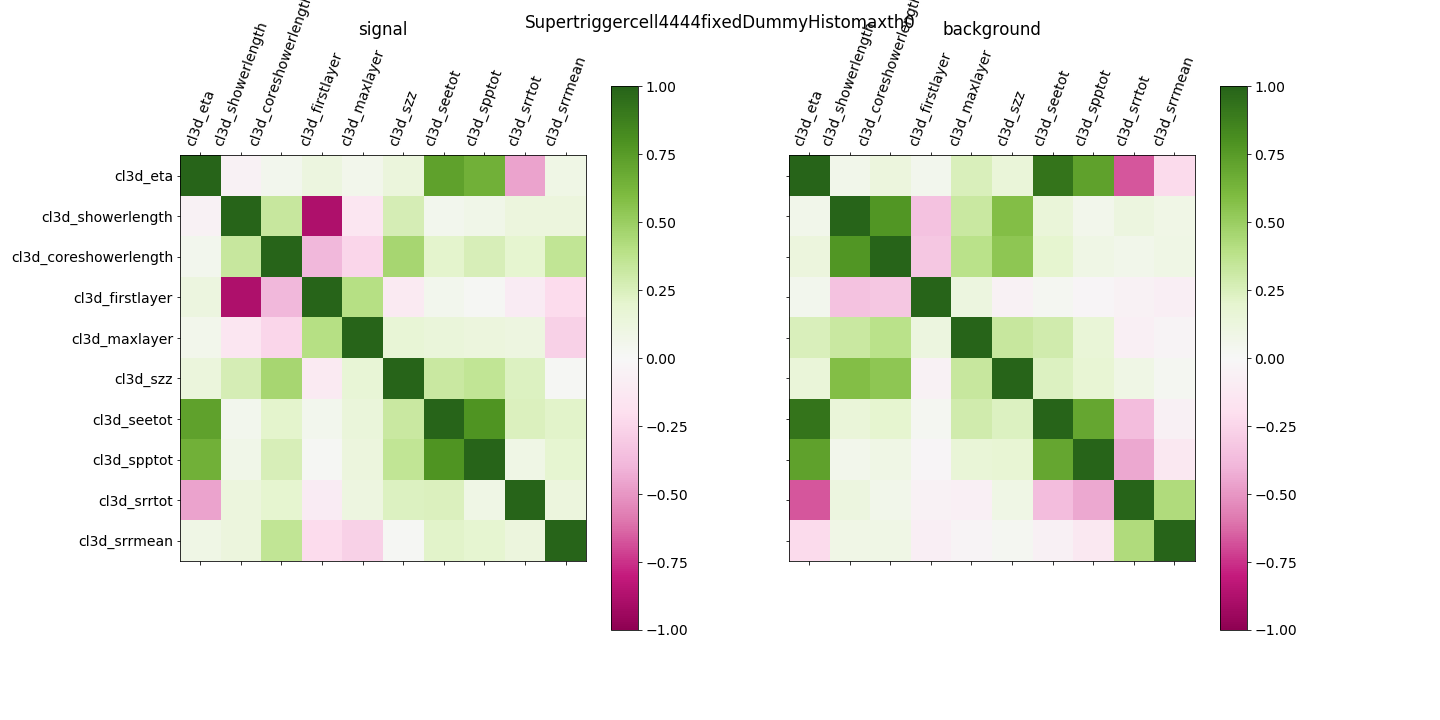 Supertriggercell4444fixedDummyHistomaxtho
signal
cl3d_eta
cl3d_showerlength
cl3d_coreshowerlength
cl3d_firstlayer
cl3d_maxlayer
cl3d_szz
cl3d_seetot
cl3d_spptot
cl3d_srrtot
cl3d_srrmean
cl3d_eta
cl3d_showerlength
cl3d_coreshowerlength
cl3d_firstlayer
cl3d_maxlayer
cl3d_szz
cl3d_seetot
cl3d_spptot
cl3d_srrtot
cl3d_srrmean
1.00
0.75
0.50
0.25
0.00
−0.25
−0.50
−0.75
−1.00
background
cl3d_eta
cl3d_showerlength
cl3d_coreshowerlength
cl3d_firstlayer
cl3d_maxlayer
cl3d_szz
cl3d_seetot
cl3d_spptot
cl3d_srrtot
cl3d_srrmean
1.00
0.75
0.50
0.25
0.00
−0.25
−0.50
−0.75
−1.00